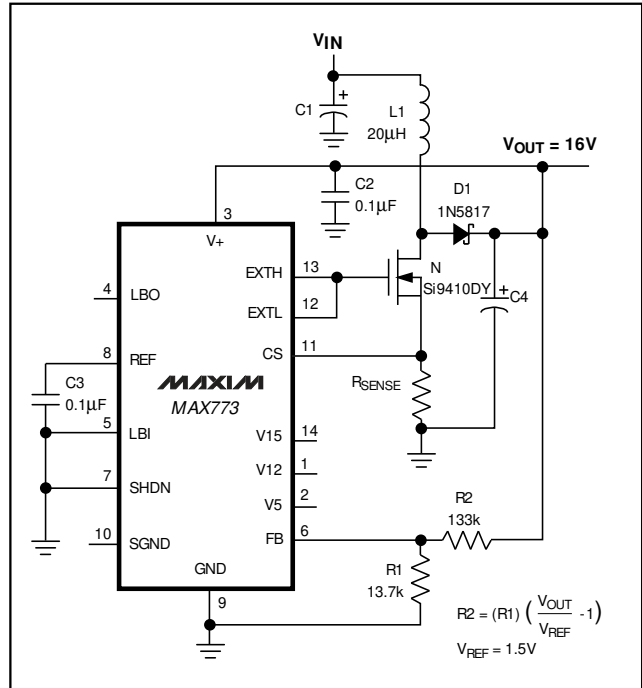 VIN
C1
+
L1
20µH
VOUT = 16V
C2
0.1µF
D1
1N5817
3
V+
4
LBO
EXTH
13
N
Si9410DY
+
C4
EXTL
12
8
REF
CS
11
C3
0.1µF
MAXIM
MAX773
RSENSE
5
LBI
V15
14
V12
1
7
SHDN
V5
2
R2
133k
10
SGND
FB
6
GND
R1
13.7k
9
R2 = (R1) (VOUT/VREF -1)
VREF = 1.5V